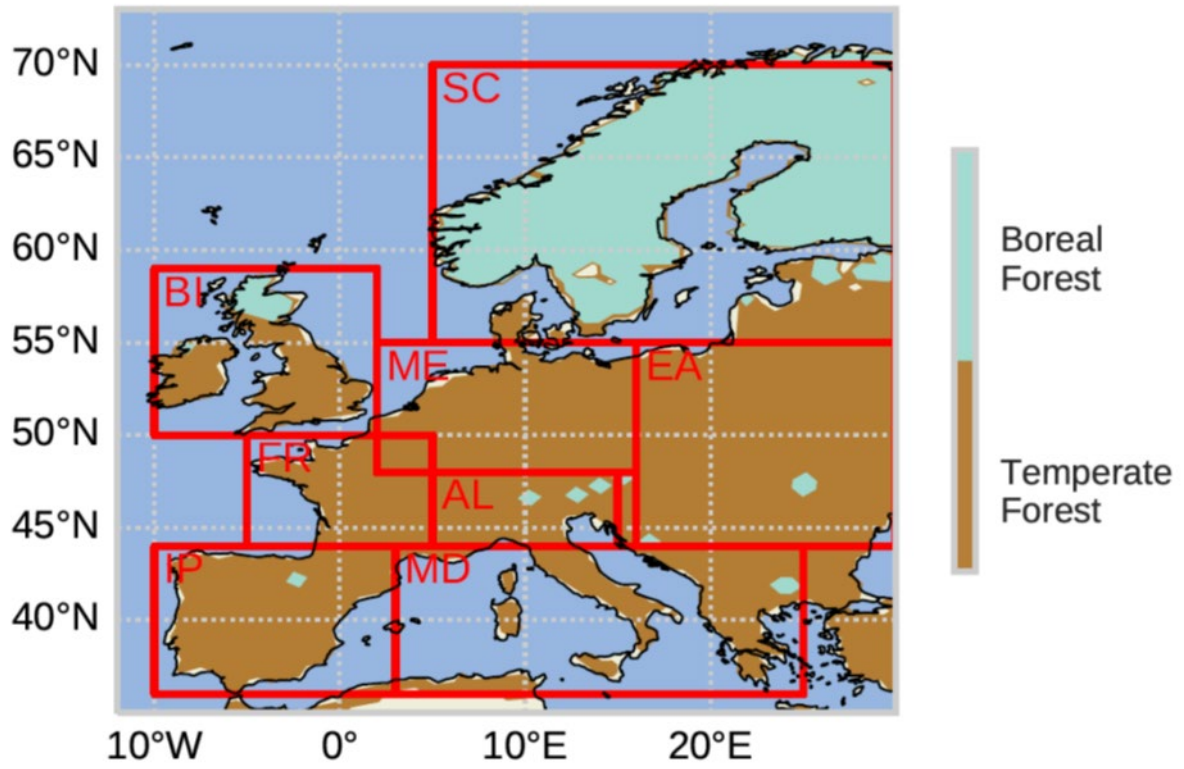 70°N
65°N
60°N
55°N
50°N
45°N
40°N
SC
BI
ME
EA
FR
AL
IP
MD
10°W
0°
10°E
20°E
Boreal
Forest
Temperate
Forest